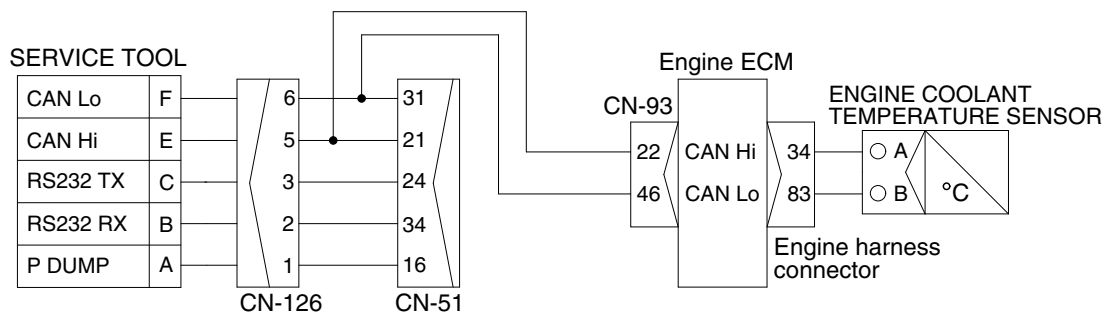 SERVICE TOOL
CAN Lo F 6 31
CAN Hi E 5 21
RS232 TX C 3 24
RS232 RX B 2 34
P DUMP A 1 16
CN-126 CN-51
Engine ECM
CN-93
22 CAN Hi 34
46 CAN Lo 83
Engine harness
connector
ENGINE COOLANT
TEMPERATURE SENSOR
A
B °C